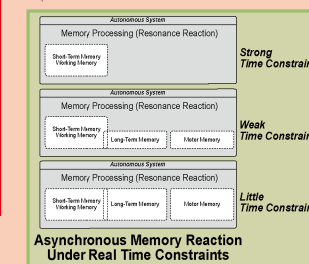 Autonomous System
Memory Processing (Resonance Reaction)
Short-Term Memory
Working Memory
Strong
Time Constrain
Autonomous System
Memory Processing (Resonance Reaction)
Short-Term Memory
Working Memory
Long-Term Memory
Motor Memory
Weak
Time Constrain
Autonomous System
Memory Processing (Resonance Reaction)
Short-Term Memory
Working Memory
Long-Term Memory
Motor Memory
Little
Time Constrain
Asynchronous Memory Reaction
Under Real Time Constraints